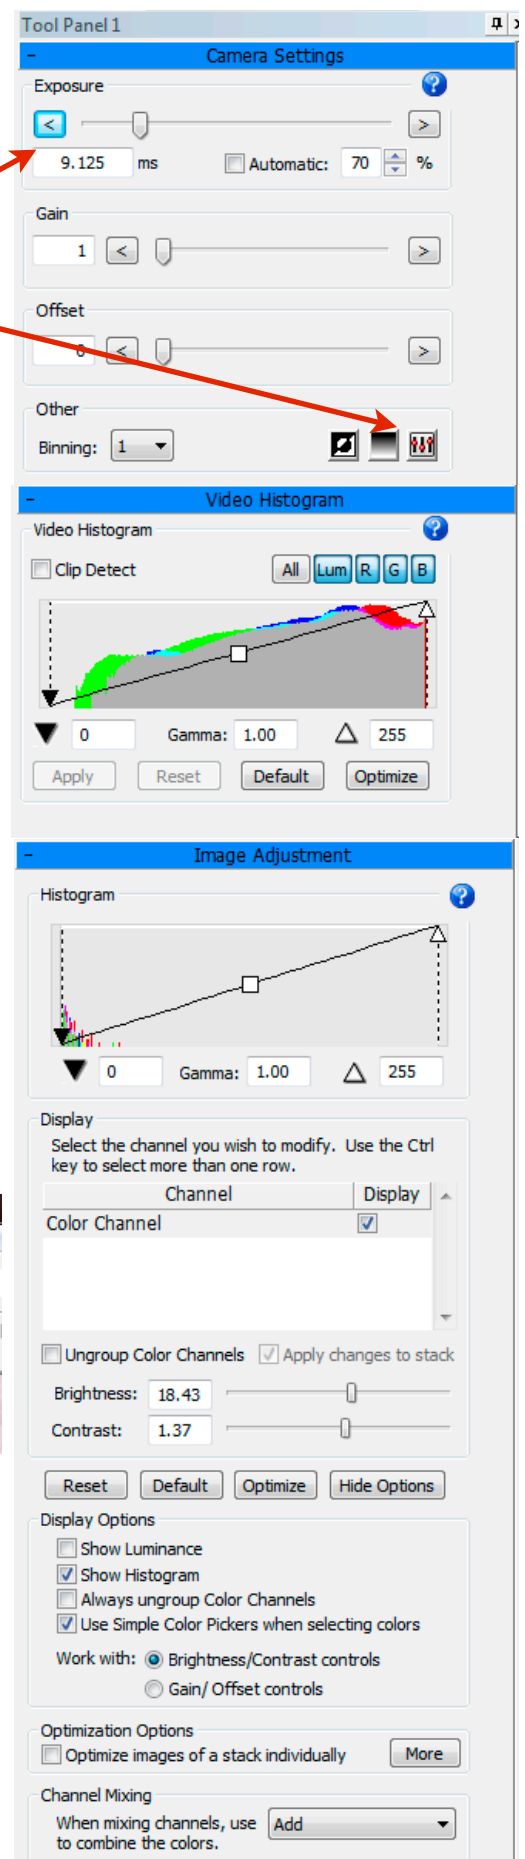 Tool Panel 1
Camera Settings
Exposure
9.125 ms Automatic: 70 %
Gain
1 < >
Offset
< >
Other
Binning: 1
Video Histogram
Video Histogram
Clip Detect All Lum R G B
0 Gamma: 1.00 255
Apply Reset Default Optimize
Image Adjustment
Histogram
0 Gamma: 1.00 255
Display
Select the channel you wish to modify. Use the Ctrl
key to select more than one row.
Channel Display
Color Channel
Ungroup Color Channels Apply changes to stack
Brightness: 18.43
Contrast: 1.37
Reset Default Optimize Hide Options
Display Options
Show Luminance
Show Histogram
Always ungroup Color Channels
Use Simple Color Pickers when selecting colors
Work with: Brightness/Contrast controls
Gain/ Offset controls
Optimization Options
Optimize images of a stack individually More
Channel Mixing
When mixing channels, use Add
to combine the colors.